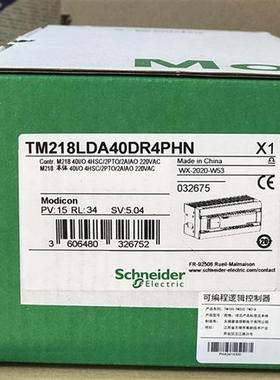 TM218LDA40DR4PHN X1
Contr. M218 40I/O 4HSC/2PTO/2AIAO 220VAC
M218 本体 40I/O 4HSC/2PTO/2AIAO 220VAC
Made in China
WX-2020-W53
032675
Modicon
PV:15 RL:34 SV:5.04
3 606480 326752
20
FR-92506 Rueil-Malmaison
www.schneider-electric.com
Schneider
Electric
可编程逻辑控制器